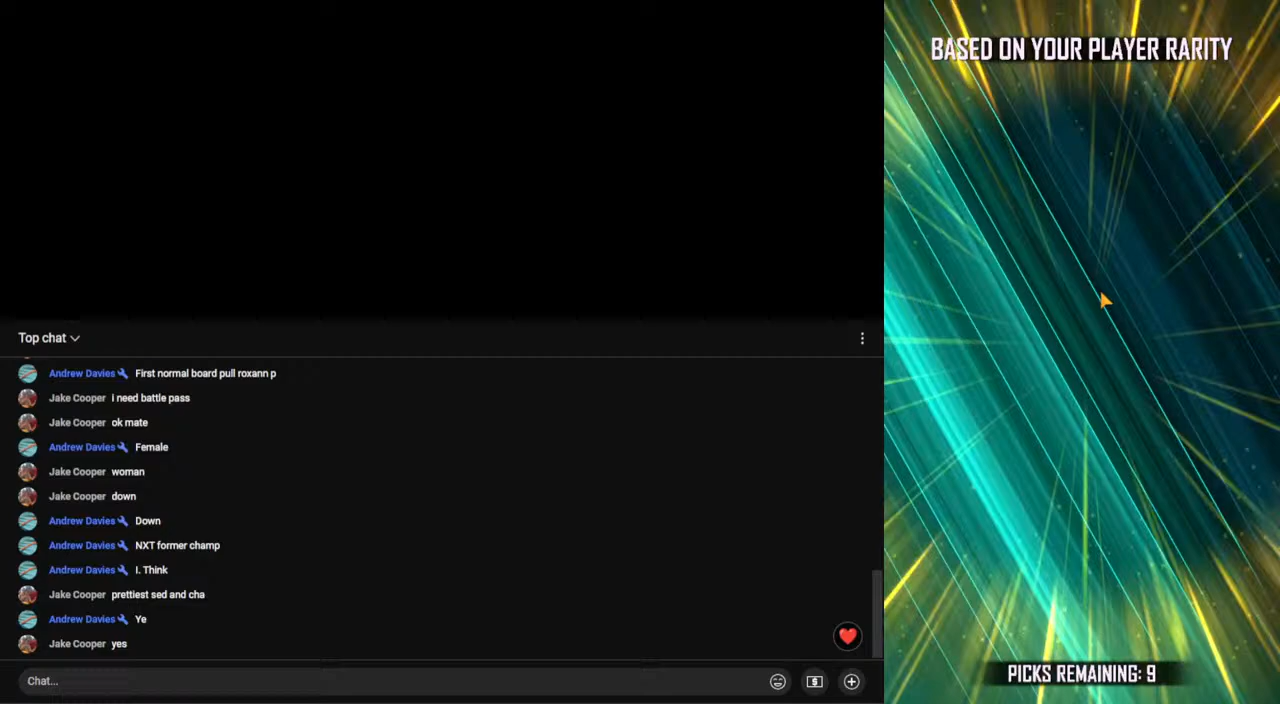 BASED ON YOUR PLAYER RARITY
Top chat
Andrew Davies First normal board pull roxann p
Jake Cooper i need battle pass
Jake Cooper ok mate
Andrew Davies Female
Jake Cooper woman
Jake Cooper down
Andrew Davies Down
Andrew Davies NXT former champ
Andrew Davies I. Think
Jake Cooper prettiest sed and cha
Andrew Davies Ye
Jake Cooper yes
Chat...
PICKS REMAINING: 9